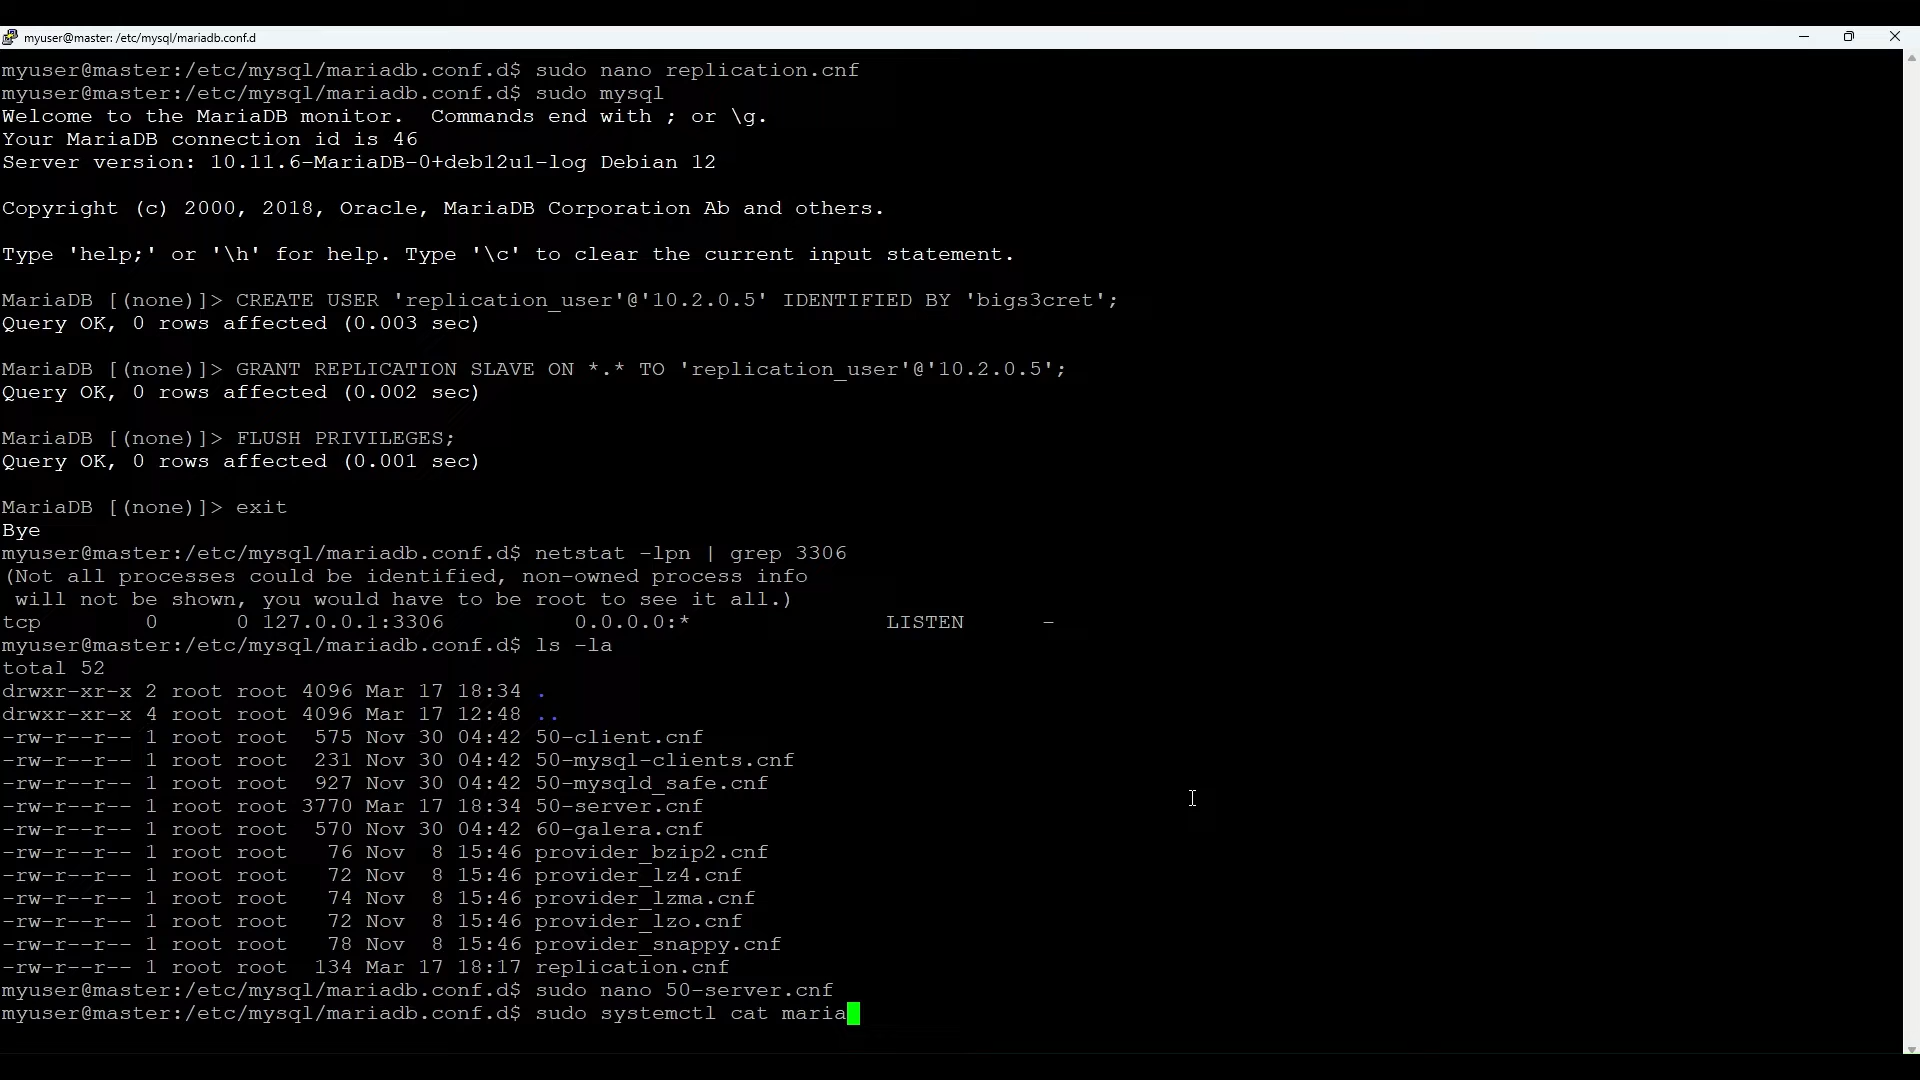 myuser@master: /etc/mysql/mariadb.conf.d
myuser@master:/etc/mysql/mariadb.conf.d$ sudo nano replication.cnf
myuser@master:/etc/mysql/mariadb.conf.d$ sudo mysql
Welcome to the MariaDB monitor.  Commands end with ; or \g.
Your MariaDB connection id is 46
Server version: 10.11.6-MariaDB-0+deb12u1-log Debian 12
Copyright (c) 2000, 2018, Oracle, MariaDB Corporation Ab and others.
Type 'help;' or '\h' for help. Type '\c' to clear the current input statement.
MariaDB [(none)]> CREATE USER 'replication_user'@'10.2.0.5' IDENTIFIED BY 'bigs3cret';
Query OK, 0 rows affected (0.003 sec)
MariaDB [(none)]> GRANT REPLICATION SLAVE ON *.* TO 'replication_user'@'10.2.0.5';
Query OK, 0 rows affected (0.002 sec)
MariaDB [(none)]> FLUSH PRIVILEGES;
Query OK, 0 rows affected (0.001 sec)
MariaDB [(none)]> exit
Bye
myuser@master:/etc/mysql/mariadb.conf.d$ netstat -lpn | grep 3306
(Not all processes could be identified, non-owned process info
 will not be shown, you would have to be root to see it all.)
tcp        0      0 127.0.0.1:3306          0.0.0.0:*               LISTEN      -
myuser@master:/etc/mysql/mariadb.conf.d$ ls -la
total 52
drwxr-xr-x 2 root root 4096 Mar 17 18:34 .
drwxr-xr-x 4 root root 4096 Mar 17 12:48 ..
-rw-r--r-- 1 root root  575 Nov 30 04:42 50-client.cnf
-rw-r--r-- 1 root root  231 Nov 30 04:42 50-mysql-clients.cnf
-rw-r--r-- 1 root root  927 Nov 30 04:42 50-mysqld_safe.cnf
-rw-r--r-- 1 root root 3770 Mar 17 18:34 50-server.cnf
-rw-r--r-- 1 root root  570 Nov 30 04:42 60-galera.cnf
-rw-r--r-- 1 root root   76 Nov  8 15:46 provider_bzip2.cnf
-rw-r--r-- 1 root root   72 Nov  8 15:46 provider_lz4.cnf
-rw-r--r-- 1 root root   74 Nov  8 15:46 provider_lzma.cnf
-rw-r--r-- 1 root root   72 Nov  8 15:46 provider_lzo.cnf
-rw-r--r-- 1 root root   78 Nov  8 15:46 provider_snappy.cnf
-rw-r--r-- 1 root root  134 Mar 17 18:17 replication.cnf
myuser@master:/etc/mysql/mariadb.conf.d$ sudo nano 50-server.cnf
myuser@master:/etc/mysql/mariadb.conf.d$ sudo systemctl cat maria